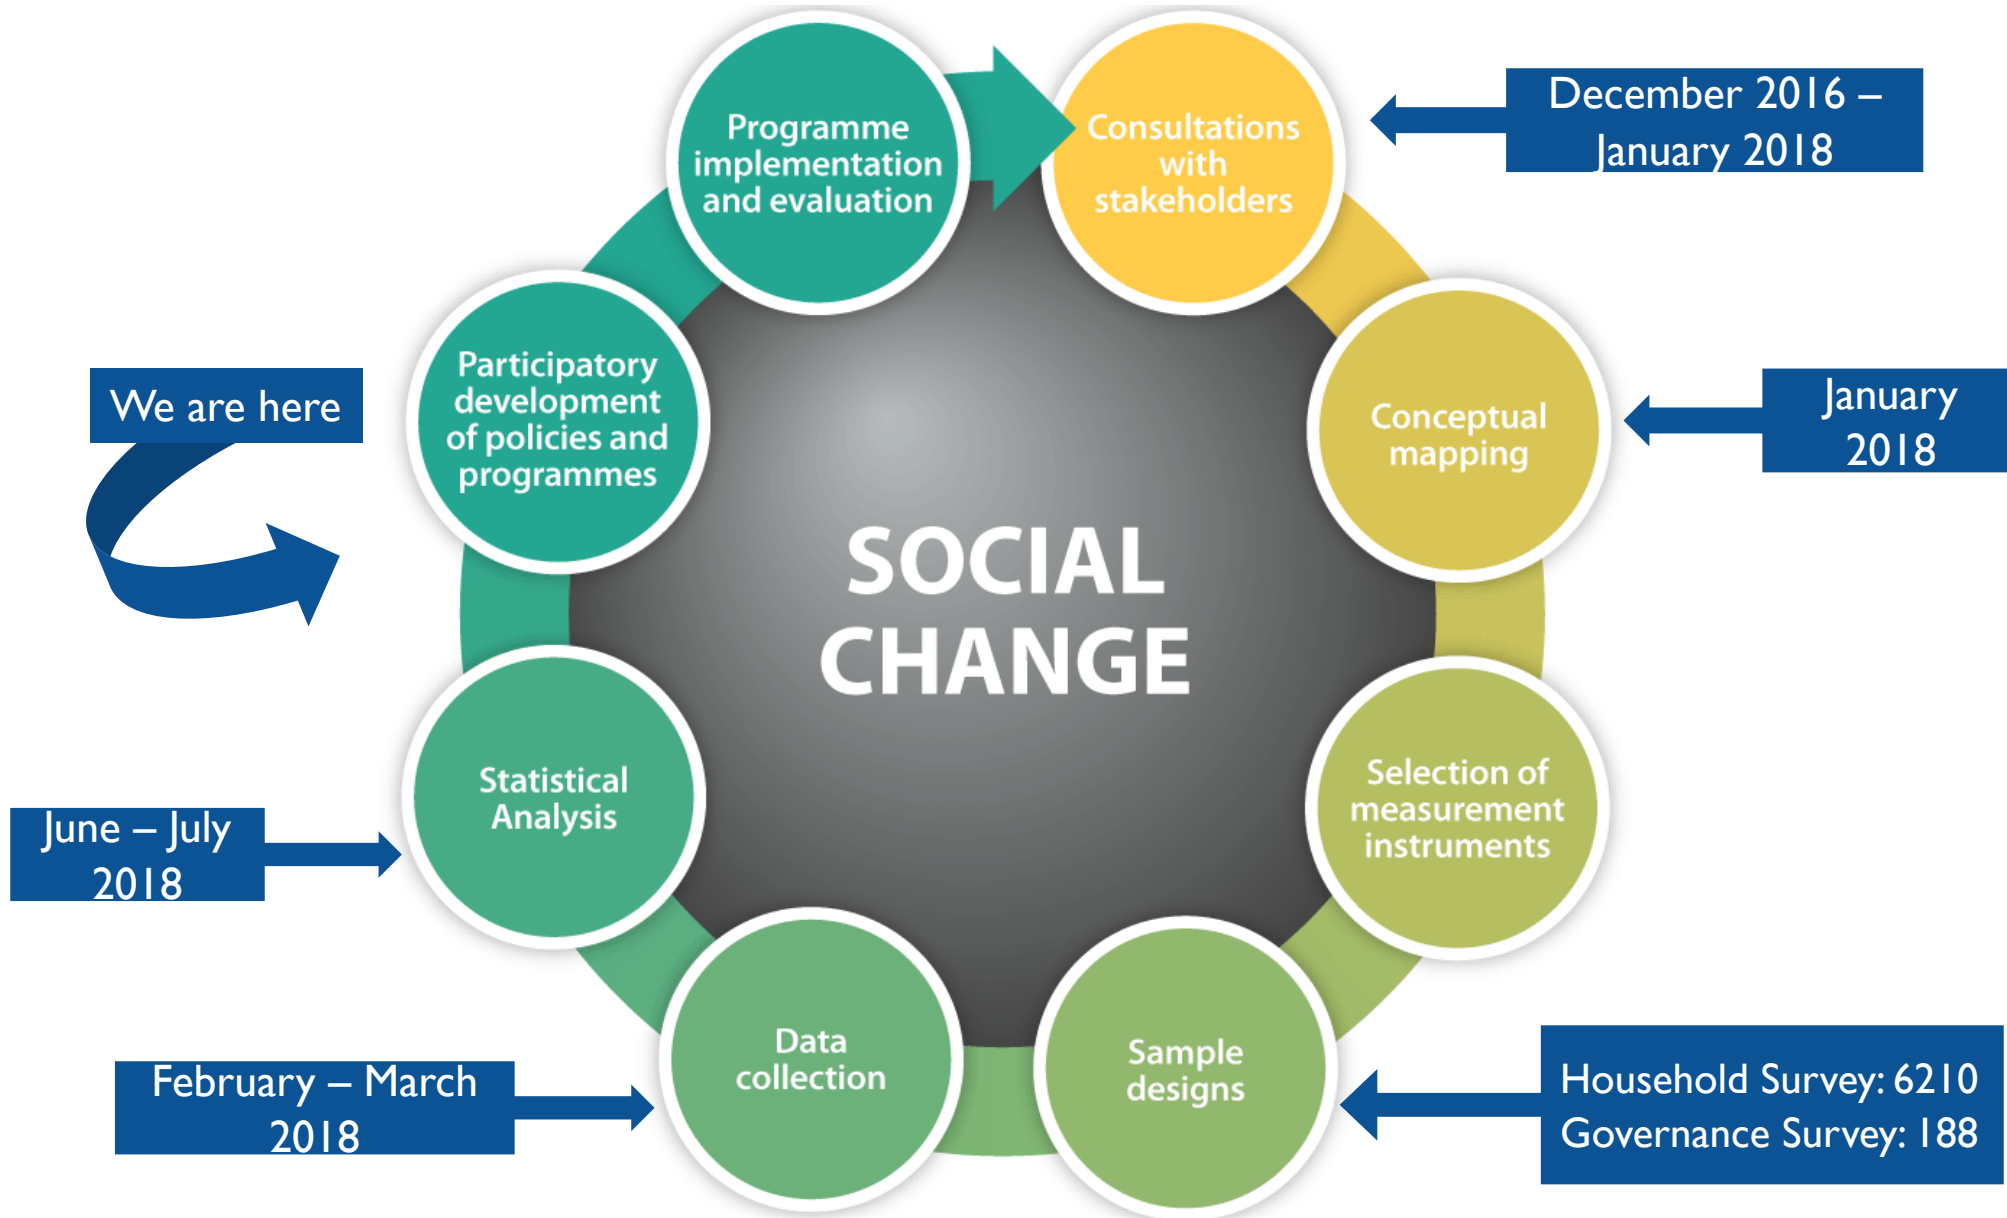 Programme
implementation
and evaluation
Consultations
with
stakeholders
December 2016 –
January 2018
Participatory
development
of policies and
programmes
We are here
Conceptual
mapping
January
2018
SOCIAL
CHANGE
Statistical
Analysis
June – July
2018
Selection of
measurement
instruments
Data
collection
February – March
2018
Sample
designs
Household Survey: 6210
Governance Survey: 188